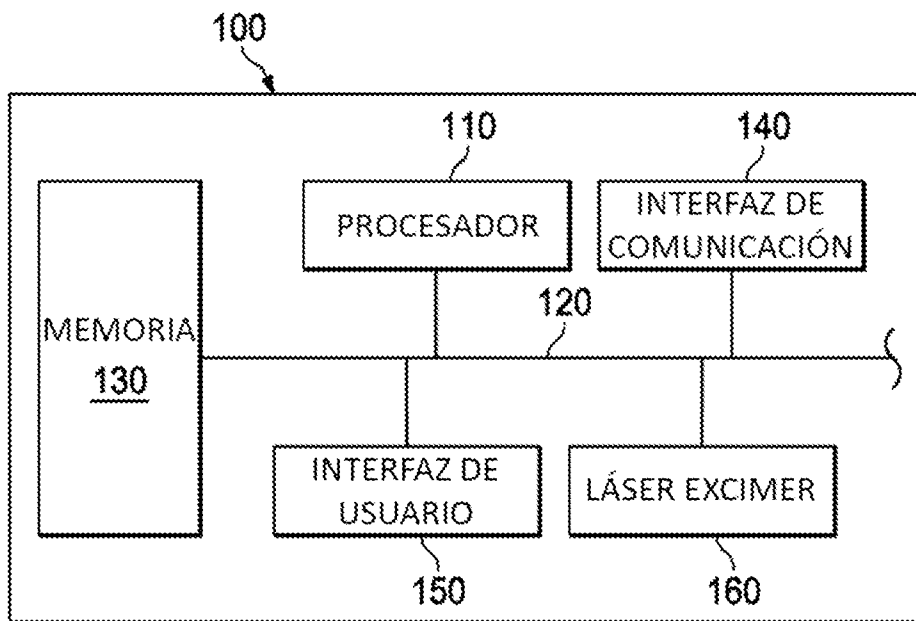 100
110
140
PROCESADOR
INTERFAZ DE
COMUNICACIÓN
120
MEMORIA
130
INTERFAZ DE
USUARIO
LÁSER EXCIMER
150
160